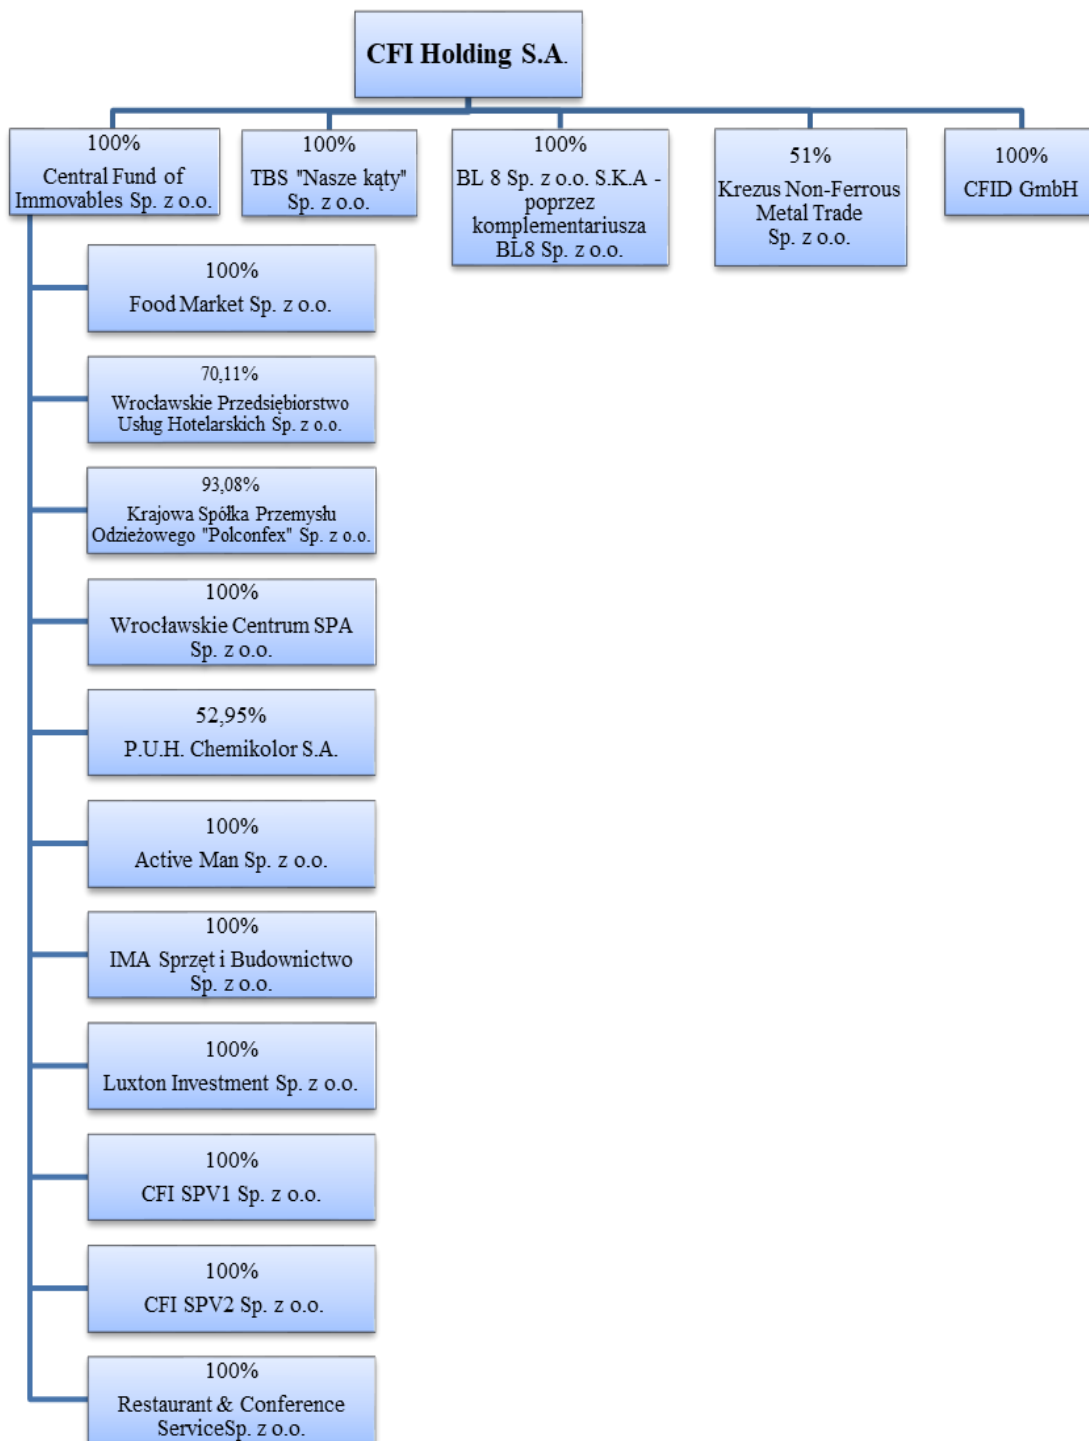 CFI Holding S.A.
100%
Central Fund of
Immovables Sp. z o.o.
100%
TBS "Nasze kąty"
Sp. z o.o.
100%
BL 8 Sp. z o.o. S.K.A -
poprzez
komplementariusza
BL8 Sp. z o.o.
51%
Krezus Non-Ferrous
Metal Trade
Sp. z o.o.
100%
CFID GmbH
100%
Food Market Sp. z o.o.
70,11%
Wrocławskie Przedsiębiorstwo
Usług Hotelarskich Sp. z o.o.
93,08%
Krajowa Spółka Przemysłu
Odzieżowego "Polconfex" Sp. z o.o.
100%
Wrocławskie Centrum SPA
Sp. z o.o.
52,95%
P.U.H. Chemikolor S.A.
100%
Active Man Sp. z o.o.
100%
IMA Sprzęt i Budownictwo
Sp. z o.o.
100%
Luxton Investment Sp. z o.o.
100%
CFI SPV1 Sp. z o.o.
100%
CFI SPV2 Sp. z o.o.
100%
Restaurant & Conference
ServiceSp. z o.o.